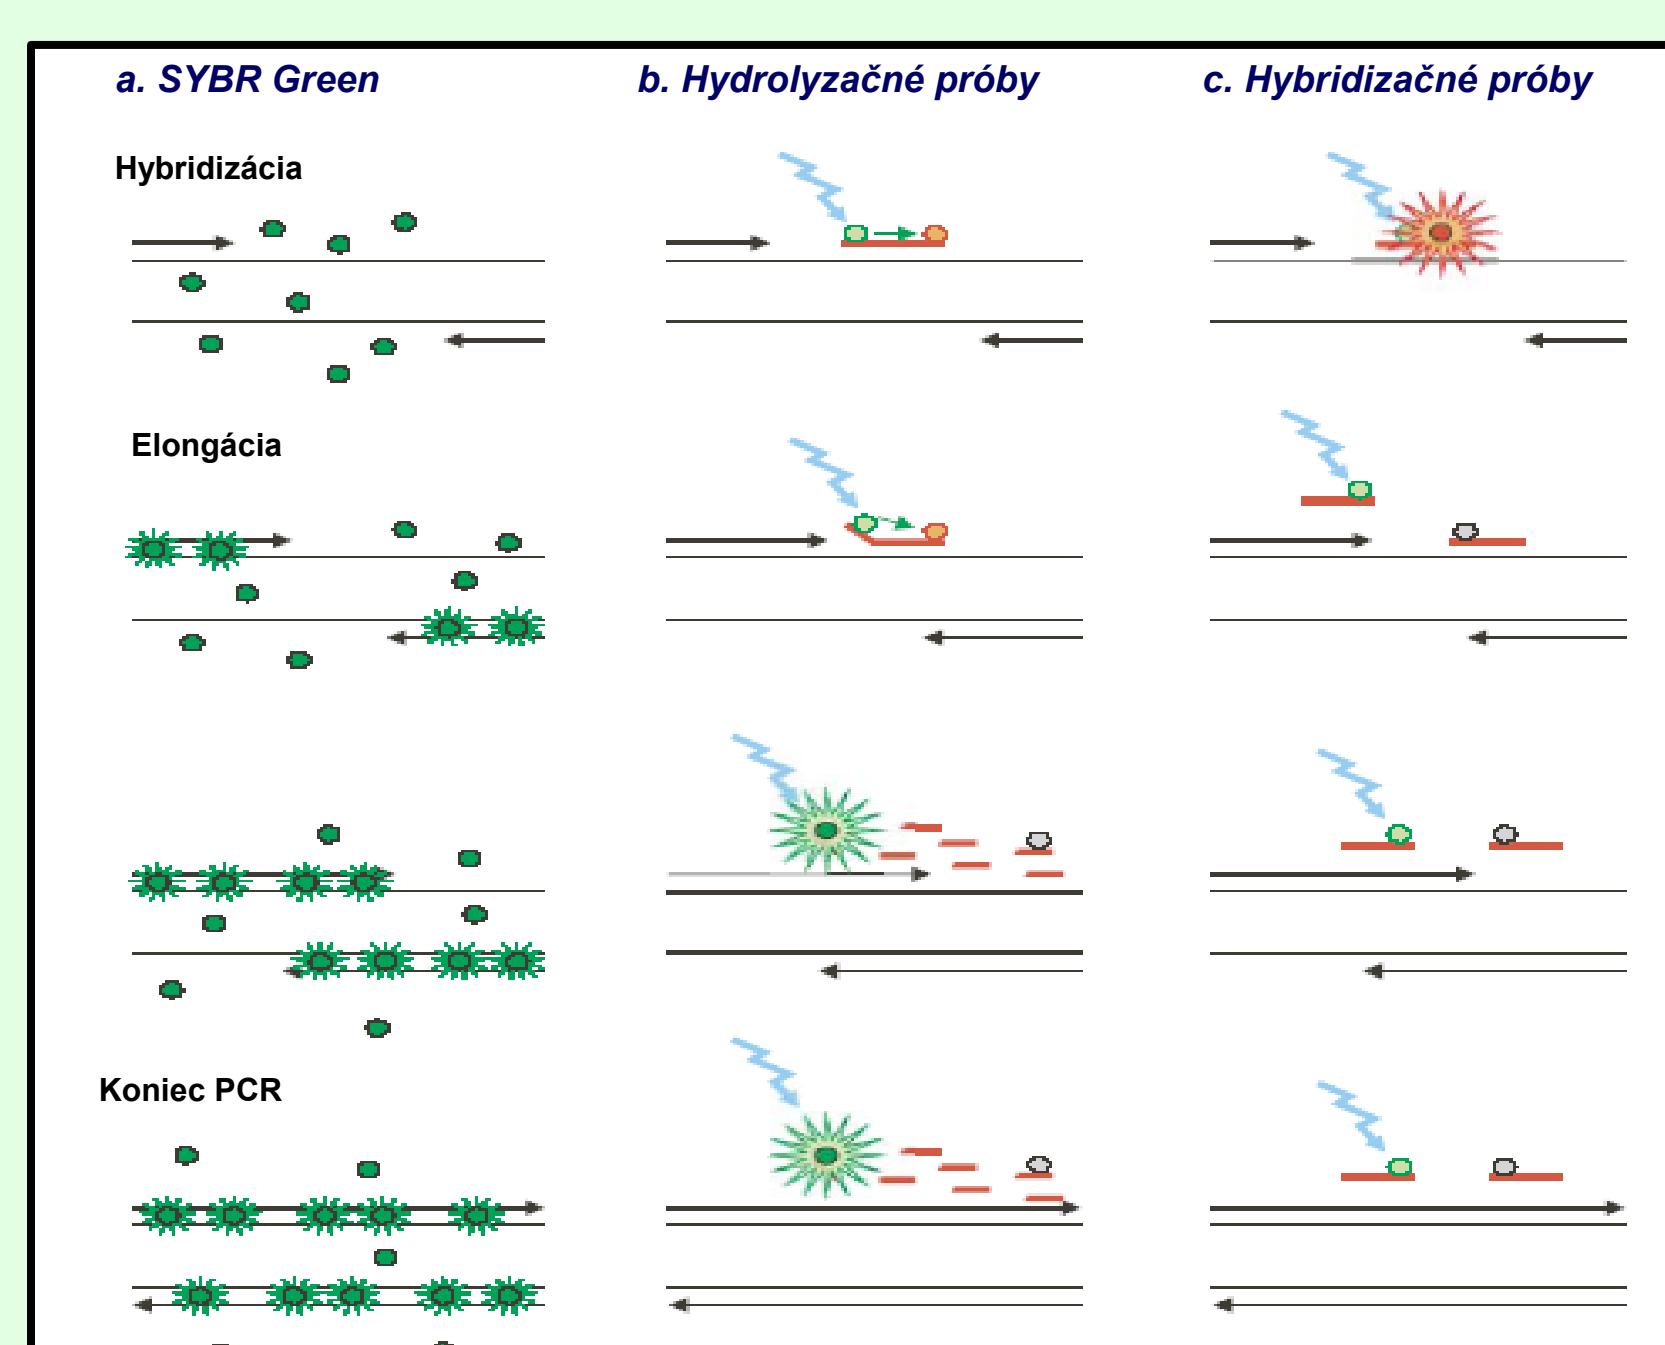 a. SYBR Green
b. Hydrolyzačné próby
c. Hybridizačné próby
Hybridizácia
Elongácia
Koniec PCR